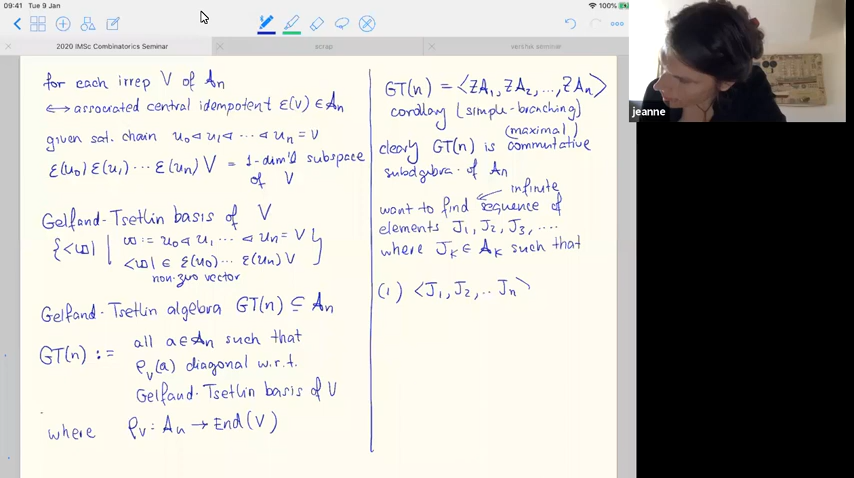 09:41 Tue 9 Jan
100%
2020 IMSc Combinatorics Seminar
scrap
vershik seminar
for each irrep V of An
↔ associated central idempotent ε(v) ∈ An
given sat. chain u₀ ◁ u₁ ◁ ⋯ ◁ un = v
ε(u₀) ε(u₁) ⋯ ε(un) V = 1-dim'l subspace
of V
Gelfand-Tsetlin basis of V
{<ω| | ω := u₀ ◁ u₁ ⋯ ◁ un = V
<ω| ∈ ε(u₀) ⋯ ε(un) V }
non-zero vector
Gelfand-Tsetlin algebra GT(n) ⊆ An
GT(n) := all a ∈ An such that
ρv(a) diagonal w.r.t.
Gelfand-Tsetlin basis of V
where ρv : An → End(V)
GT(n) = <ZA₁, ZA₂, ..., ZAn>
corollary (simple-branching)
(maximal)
clearly GT(n) is commutative
subalgebra of An
infinite
want to find sequence of
elements J₁, J₂, J₃, ....
where Jk ∈ Ak such that
(1) <J₁, J₂, .. Jn>
jeanne